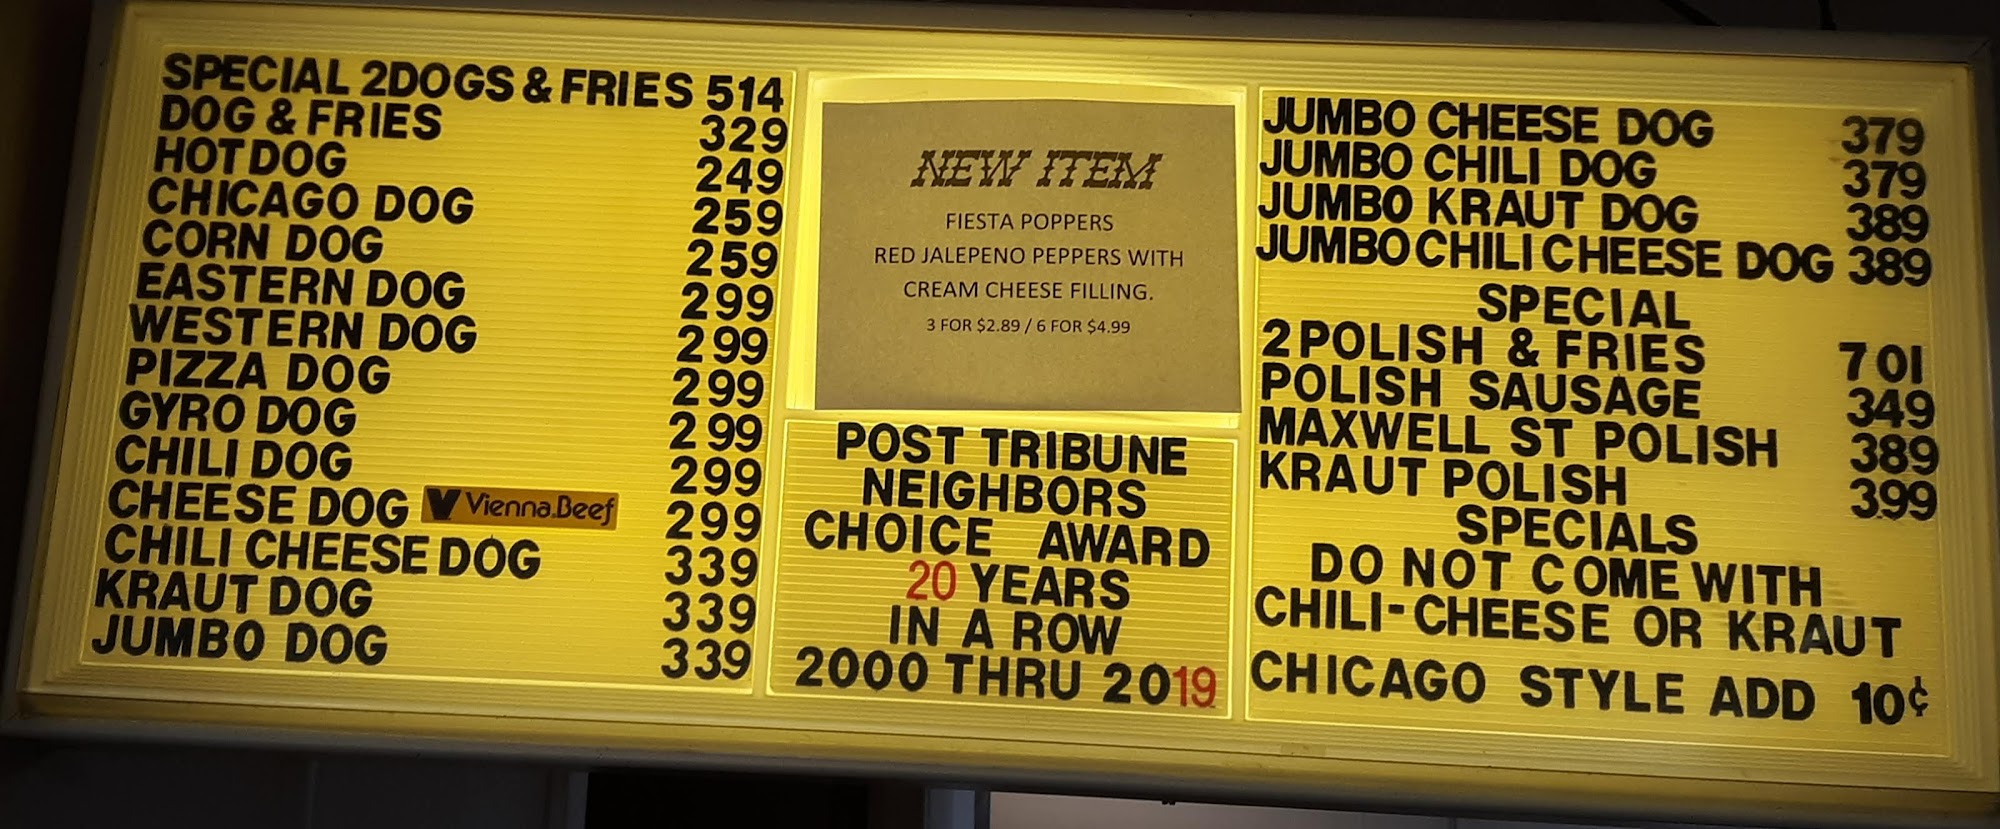 SPECIAL 2DOGS & FRIES 514
DOG & FRIES 329
HOT DOG 249
CHICAGO DOG 259
CORN DOG 259
EASTERN DOG 299
WESTERN DOG 299
PIZZA DOG 299
GYRO DOG 299
CHILI DOG 299
CHEESE DOG Vienna Beef 299
CHILI CHEESE DOG 339
KRAUT DOG 339
JUMBO DOG 339
NEW ITEM
FIESTA POPPERS
RED JALEPENO PEPPERS WITH
CREAM CHEESE FILLING.
3 FOR $2.89 / 6 FOR $4.99
POST TRIBUNE
NEIGHBORS
CHOICE AWARD
20 YEARS
IN A ROW
2000 THRU 2019
JUMBO CHEESE DOG 379
JUMBO CHILI DOG 379
JUMBO KRAUT DOG 389
JUMBO CHILI CHEESE DOG 389
SPECIAL
2 POLISH & FRIES 701
POLISH SAUSAGE 349
MAXWELL ST POLISH 389
KRAUT POLISH 399
SPECIALS
DO NOT COME WITH
CHILI-CHEESE OR KRAUT
CHICAGO STYLE ADD 10¢